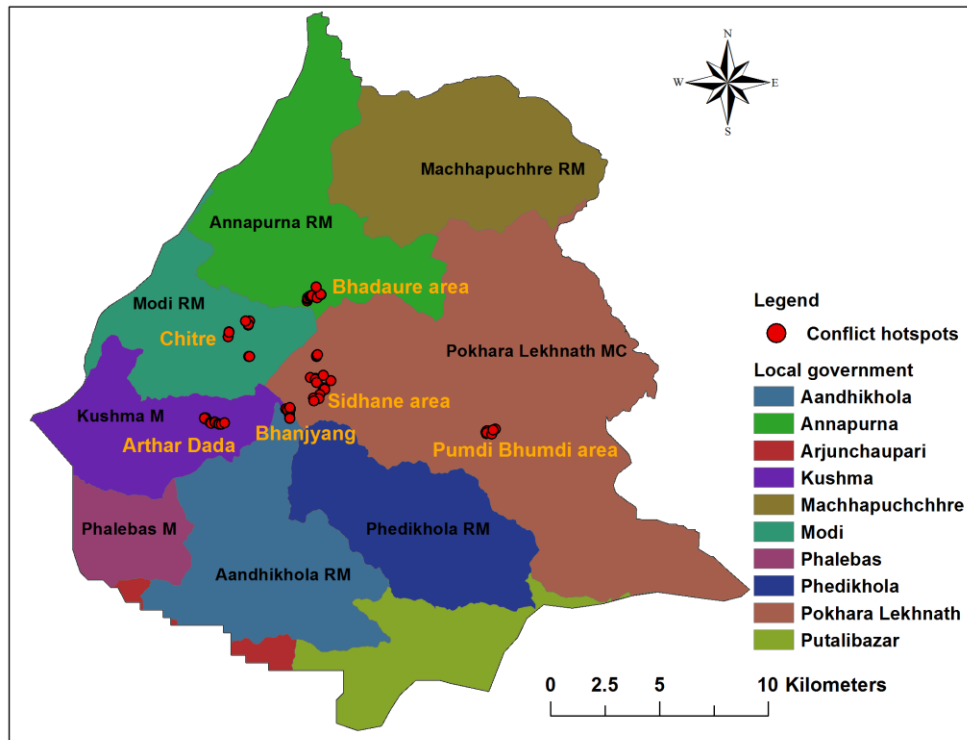 N
W E
S
Machhapuchhre RM
Annapurna RM
Bhadaure area
Modi RM
Chitre
Pokhara Lekhnath MC
Sidhane area
Kushma M
Bhanjyang
Arthar Dada
Pumdi Bhumdi area
Phalebas M
Phedikhola RM
Aandhikhola RM
Legend
Conflict hotspots
Local government
Aandhikhola
Annapurna
Arjunchaupari
Kushma
Machhapuchchhre
Modi
Phalebas
Phedikhola
Pokhara Lekhnath
Putalibazar
0 2.5 5 10 Kilometers